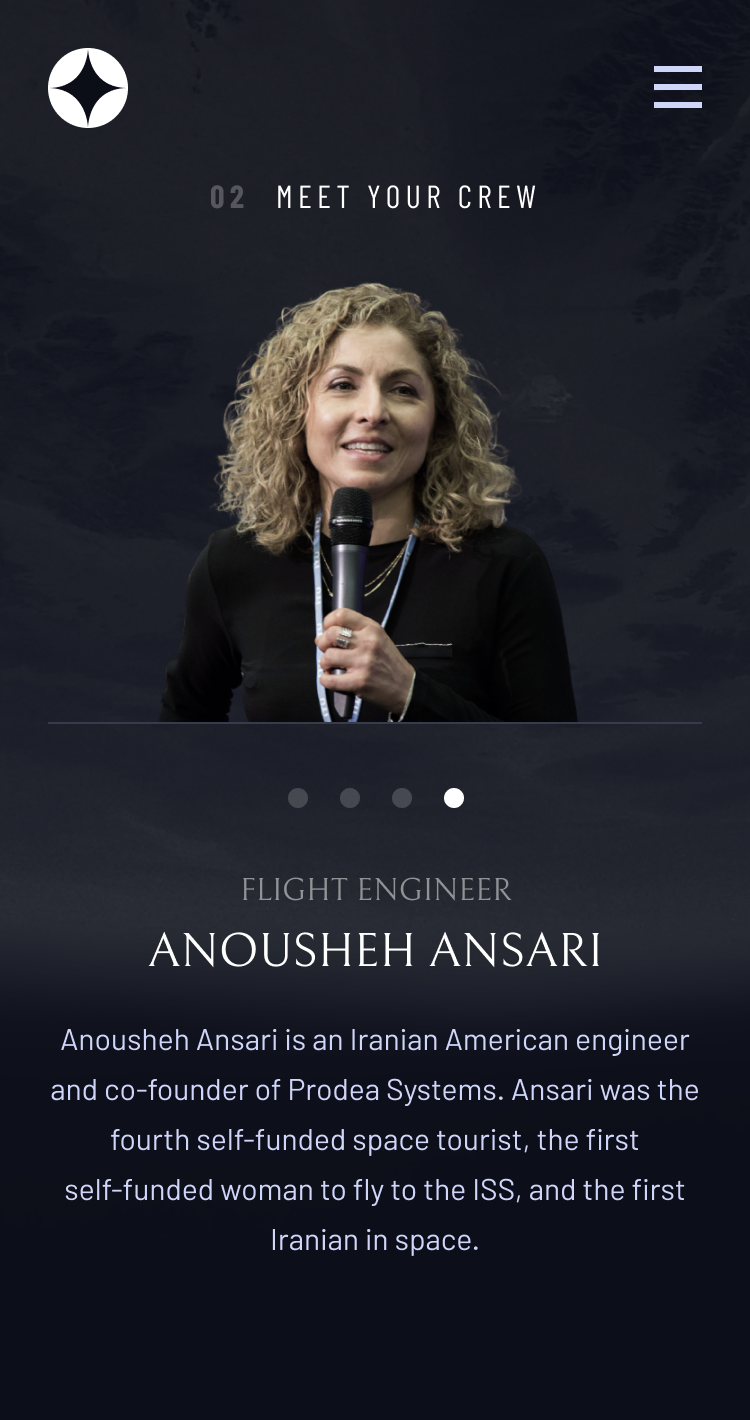 02 MEET YOUR CREW
FLIGHT ENGINEER
ANOUSHEH ANSARI
Anousheh Ansari is an Iranian American engineer
and co-founder of Prodea Systems. Ansari was the
fourth self-funded space tourist, the first
self-funded woman to fly to the ISS, and the first
Iranian in space.